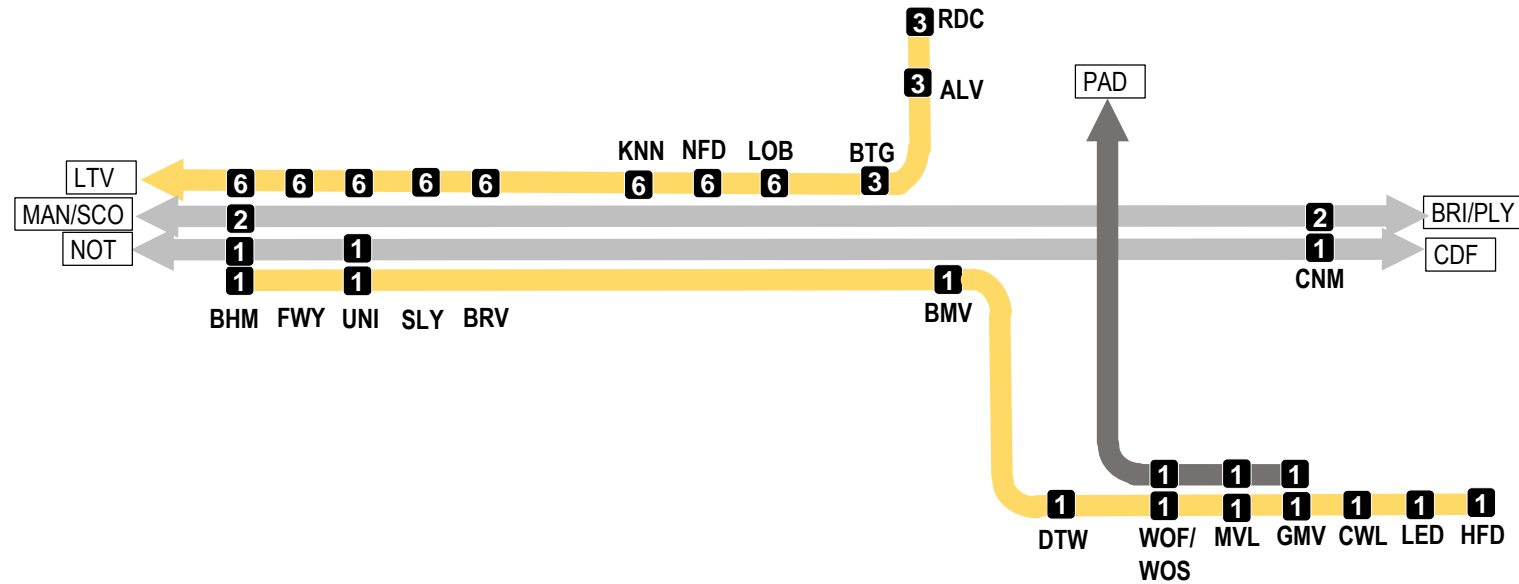 3 RDC
3 ALV
PAD
KNN NFD LOB BTG
LTV 6 6 6 6 6 6 6 6 3
MAN/SCO 2 2 BRI/PLY
NOT 1 1 1 CDF
1 1 1
BHM FWY UNI SLY BRV BMV CNM
1 1 1
1 1 1 1 1 1 1
DTW WOF/ MVL GMV CWL LED HFD
WOS